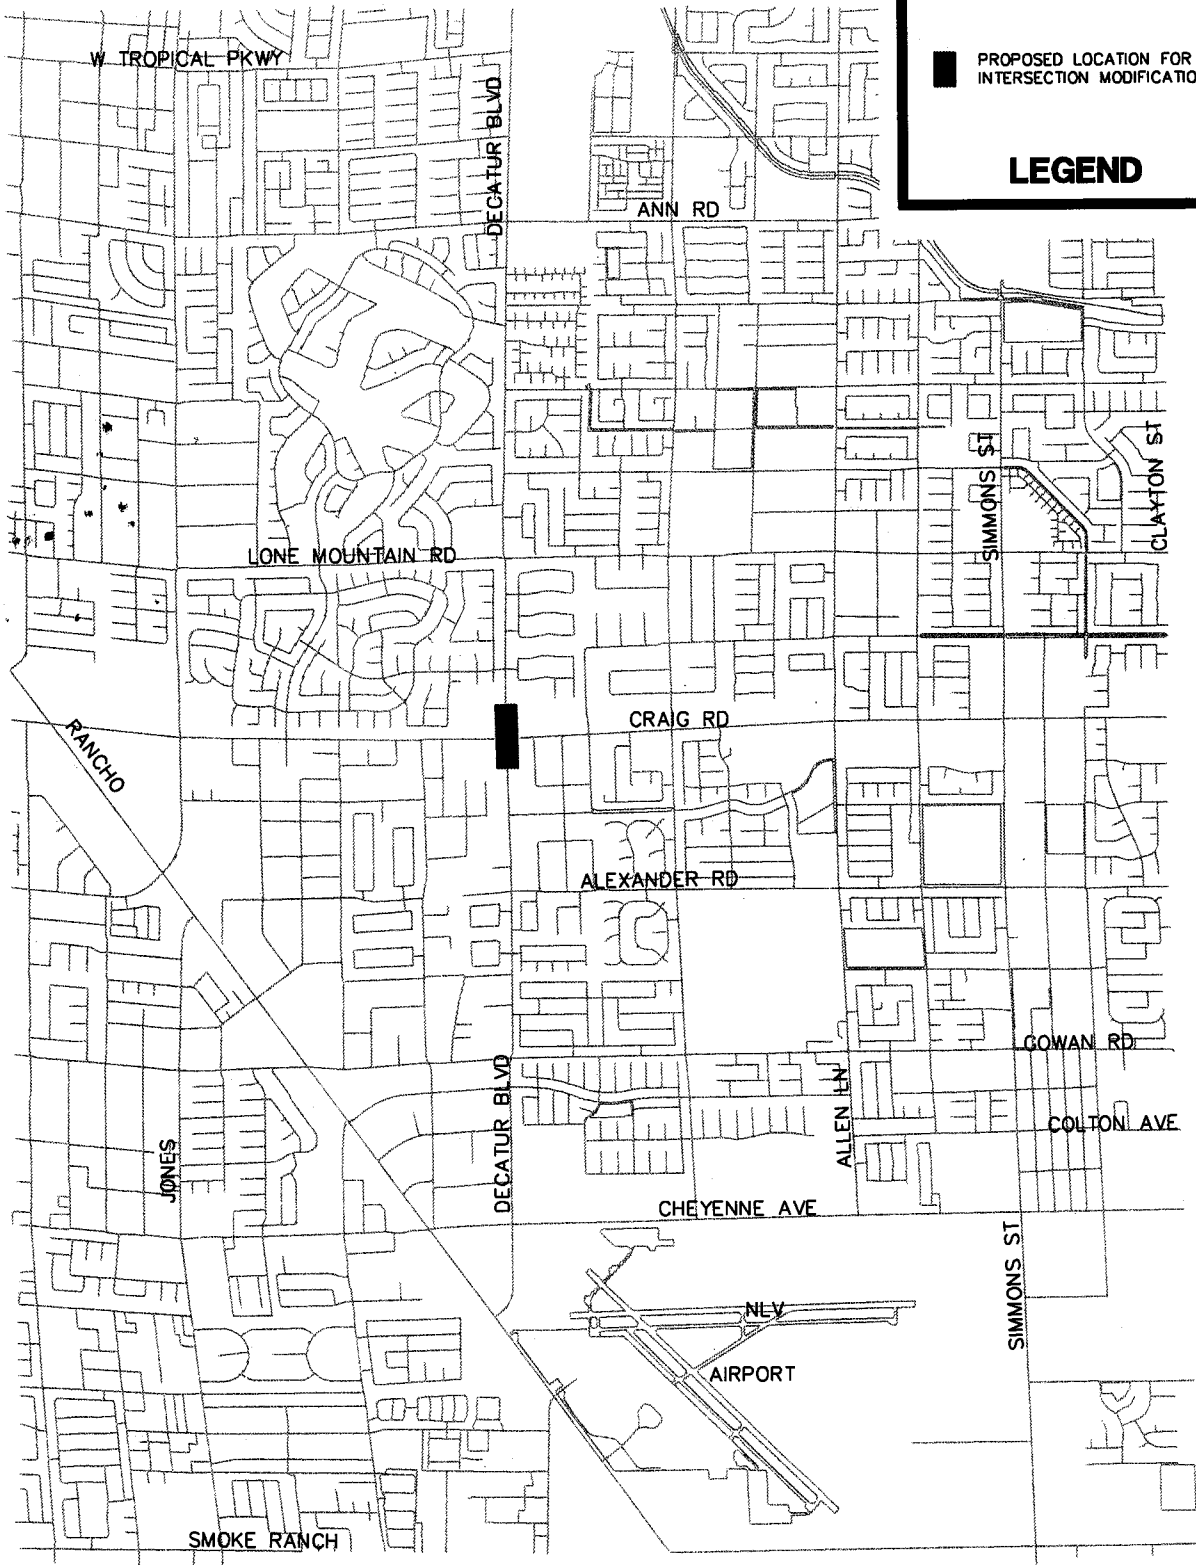 W TROPICAL PKWY
DECATUR BLVD
PROPOSED LOCATION FOR
INTERSECTION MODIFICATIO
LEGEND
ANN RD
SIMMONS ST
CLAYTON ST
LONE MOUNTAIN RD
RANCHO
CRAIG RD
ALEXANDER RD
GOWAN RD
DECATUR BLVD
ALLEN LN
COLTON AVE
JONES
CHEYENNE AVE
SIMMONS ST
NLV
AIRPORT
SMOKE RANCH